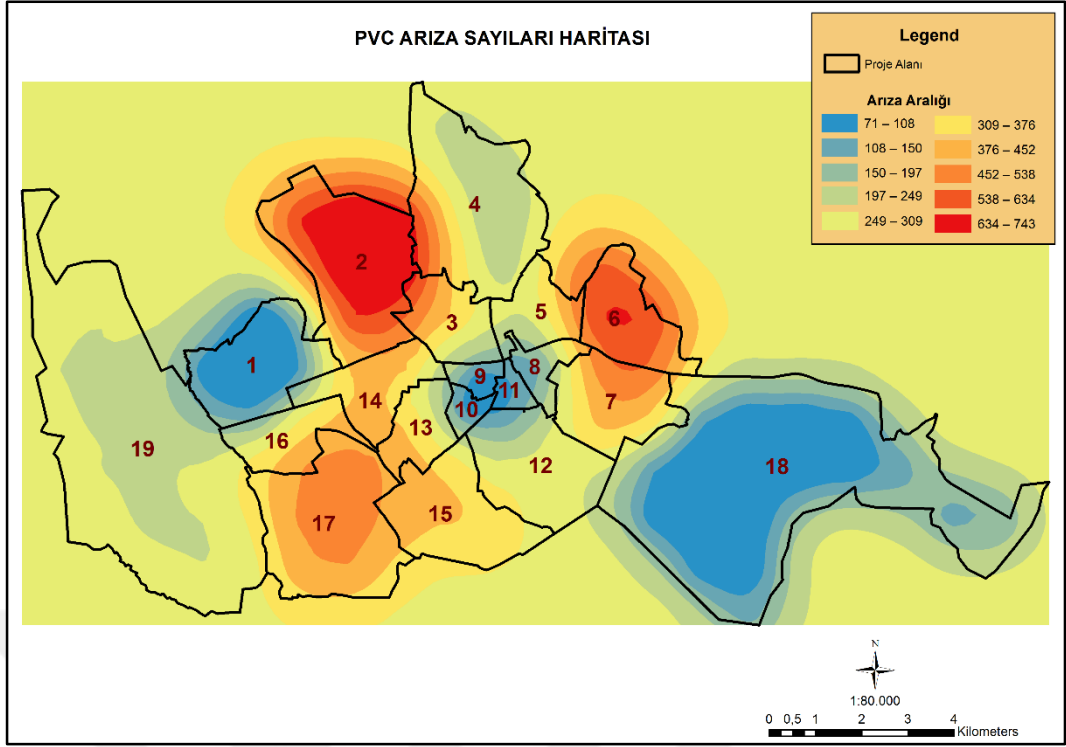 PVC ARIZA SAYILARI HARİTASI
Legend
Proje Alanı
Arıza Aralığı
71 – 108
309 – 376
108 – 150
376 – 452
150 – 197
452 – 538
197 – 249
538 – 634
249 – 309
634 – 743
4
2
5
3
6
1
8
9
11
7
14
10
13
16
19
12
18
15
17
N
1:80.000
0 0,5 1 2 3 4
Kilometers